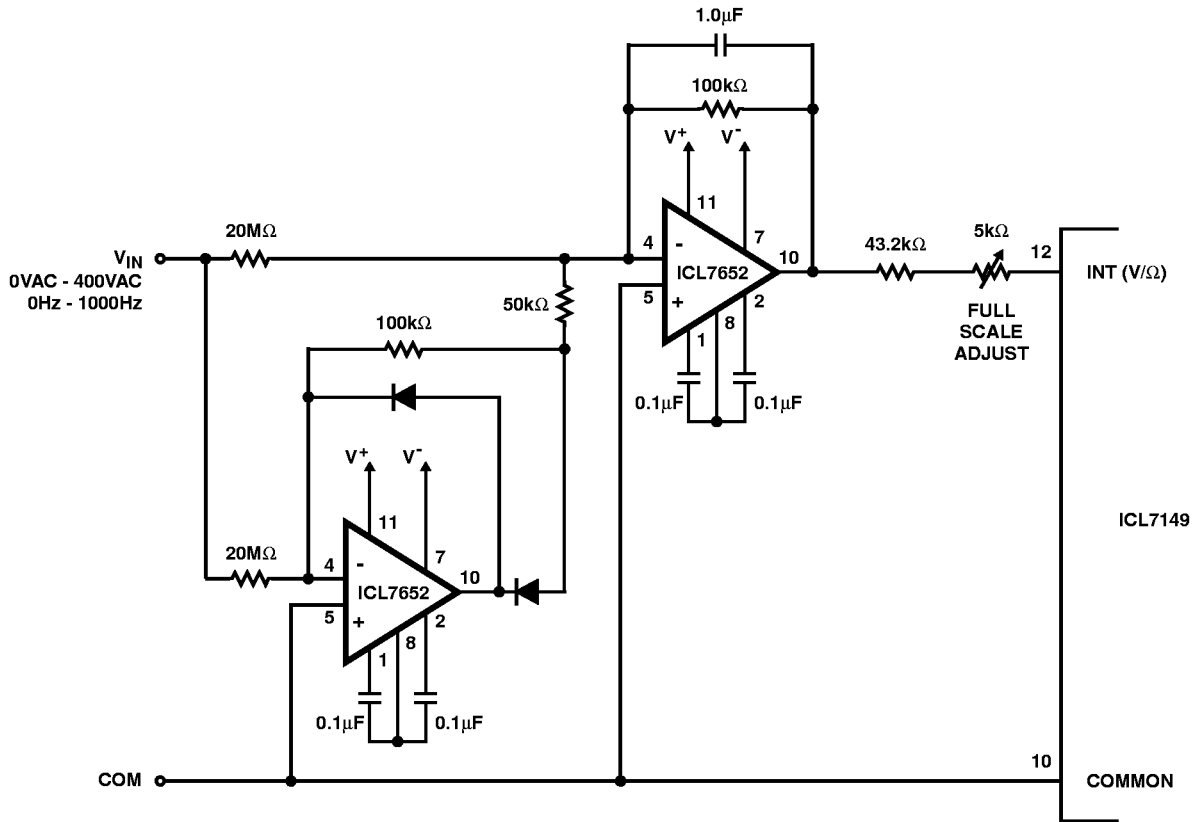 1.0µF
100kΩ
V+
V-
11
7
4
-
ICL7652
10
5
+
1
8
2
0.1µF
0.1µF
20MΩ
VIN
0VAC - 400VAC
0Hz - 1000Hz
50kΩ
43.2kΩ
5kΩ
FULL
SCALE
ADJUST
12
INT (V/Ω)
100kΩ
V+
V-
11
7
20MΩ
4
-
ICL7652
10
5
+
1
8
2
0.1µF
0.1µF
ICL7149
COM
10
COMMON